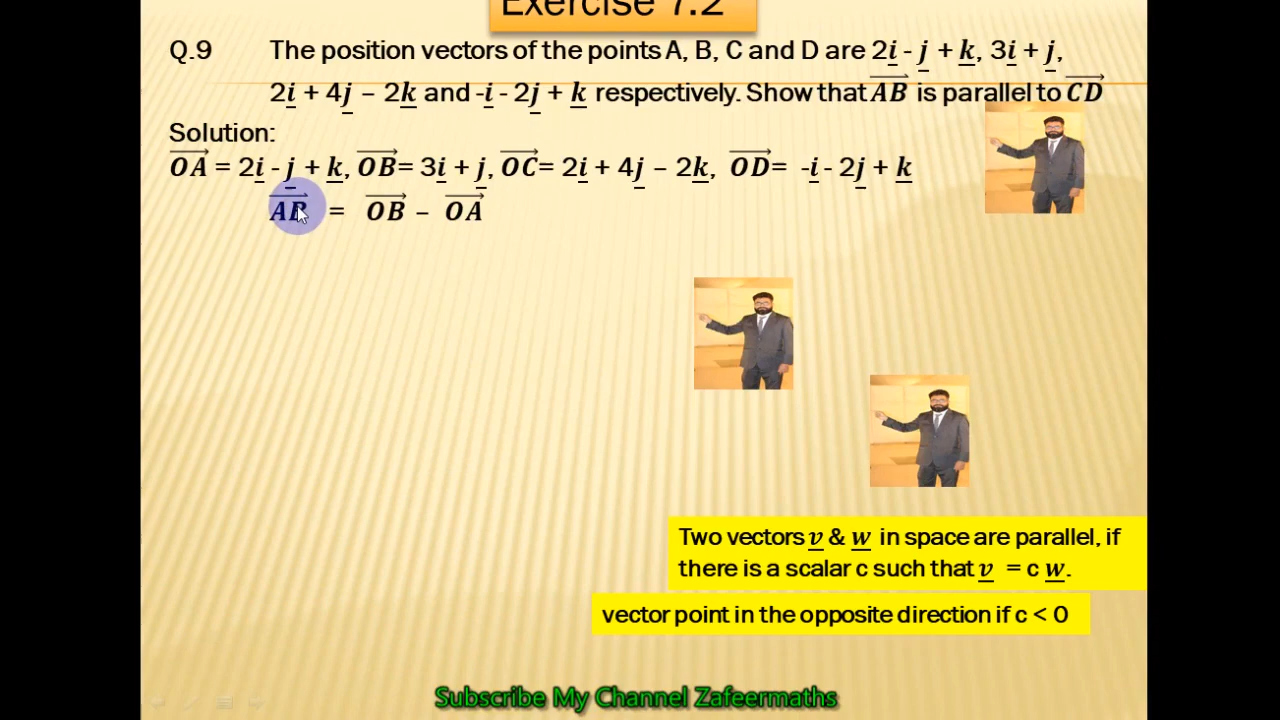 Exercise 7.2
Q.9 The position vectors of the points A, B, C and D are 2i - j + k, 3i + j,
2i + 4j – 2k and -i - 2j + k respectively. Show that AB is parallel to CD
Solution:
OA = 2i - j + k, OB= 3i + j, OC= 2i + 4j – 2k, OD= -i - 2j + k
AB = OB – OA
Two vectors v & w in space are parallel, if
there is a scalar c such that v = c w.
vector point in the opposite direction if c < 0
Subscribe My Channel Zafeermaths